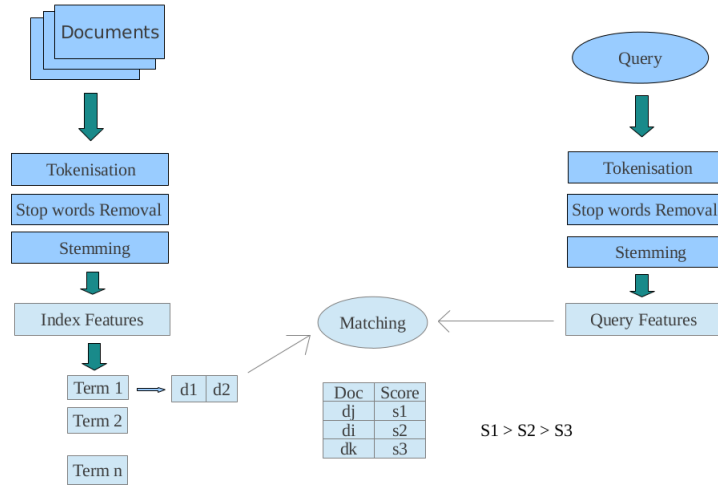 Documents
Query
Tokenisation
Tokenisation
Stop words Removal
Stop words Removal
Stemming
Stemming
Index Features
Matching
Query Features
Term 1
d1 d2
Term 2
Term n
Doc Score
dj s1
di s2
dk s3
S1 > S2 > S3